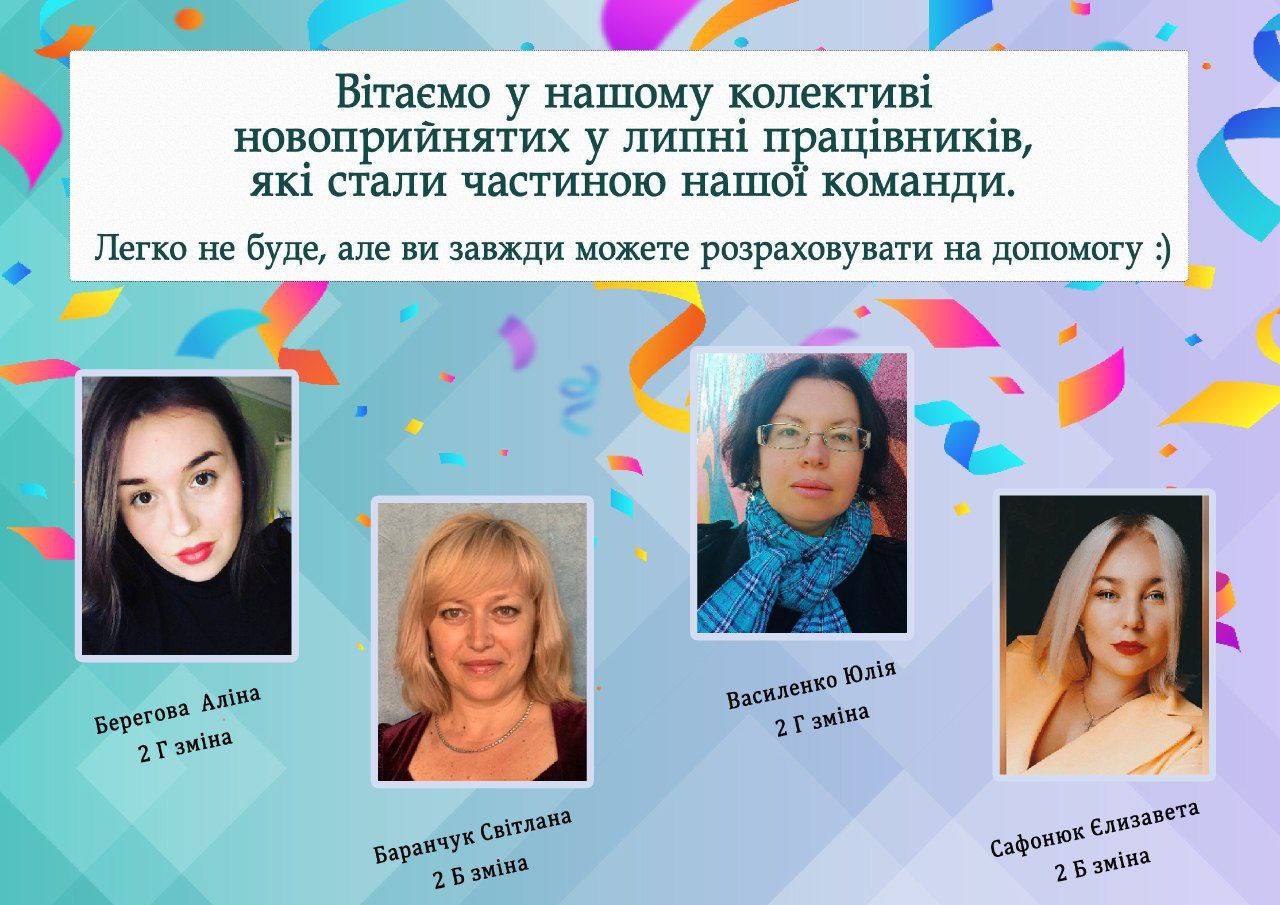 Вітаємо у нашому колективі
новоприйнятих у липні працівників,
які стали частиною нашої команди.
Легко не буде, але ви завжди можете розраховувати на допомогу :)
Берегова Аліна
2 Г зміна
Баранчук Світлана
2 Б зміна
Василенко Юлія
2 Г зміна
Сафонюк Єлизавета
2 Б зміна